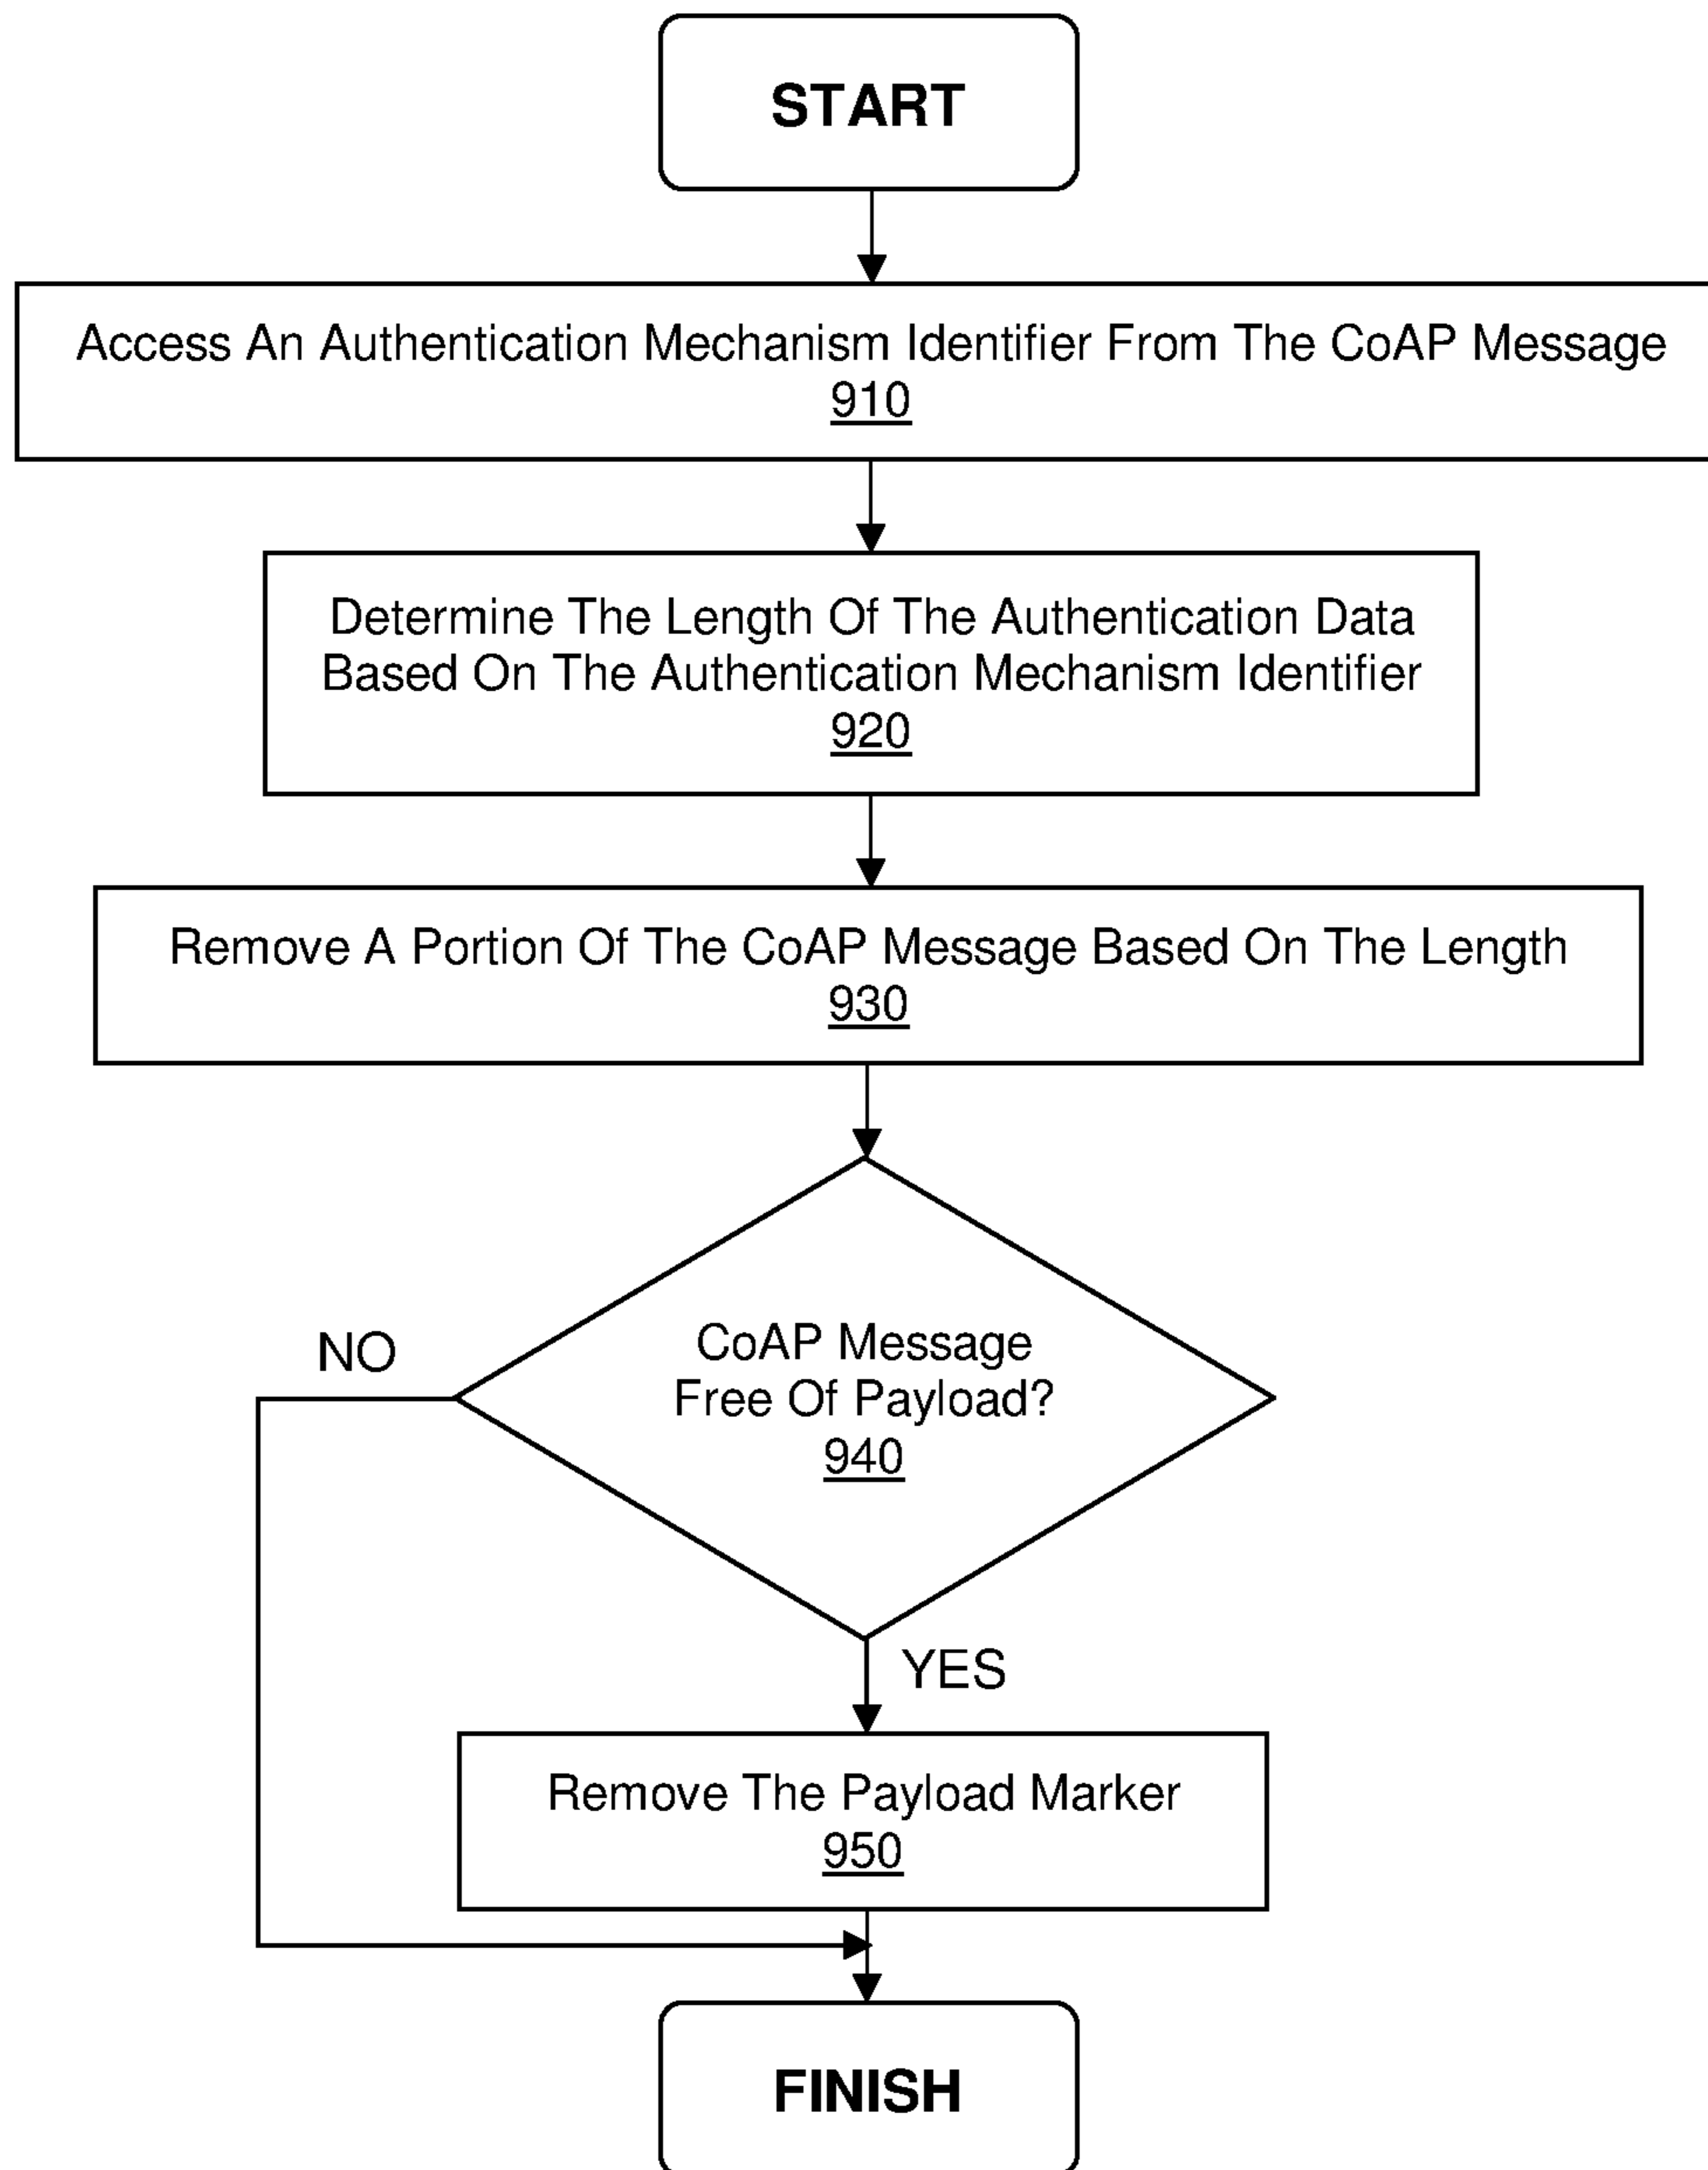 START
Access An Authentication Mechanism Identifier From The CoAP Message
910
Determine The Length Of The Authentication Data
Based On The Authentication Mechanism Identifier
920
Remove A Portion Of The CoAP Message Based On The Length
930
CoAP Message
Free Of Payload?
940
NO
YES
Remove The Payload Marker
950
FINISH